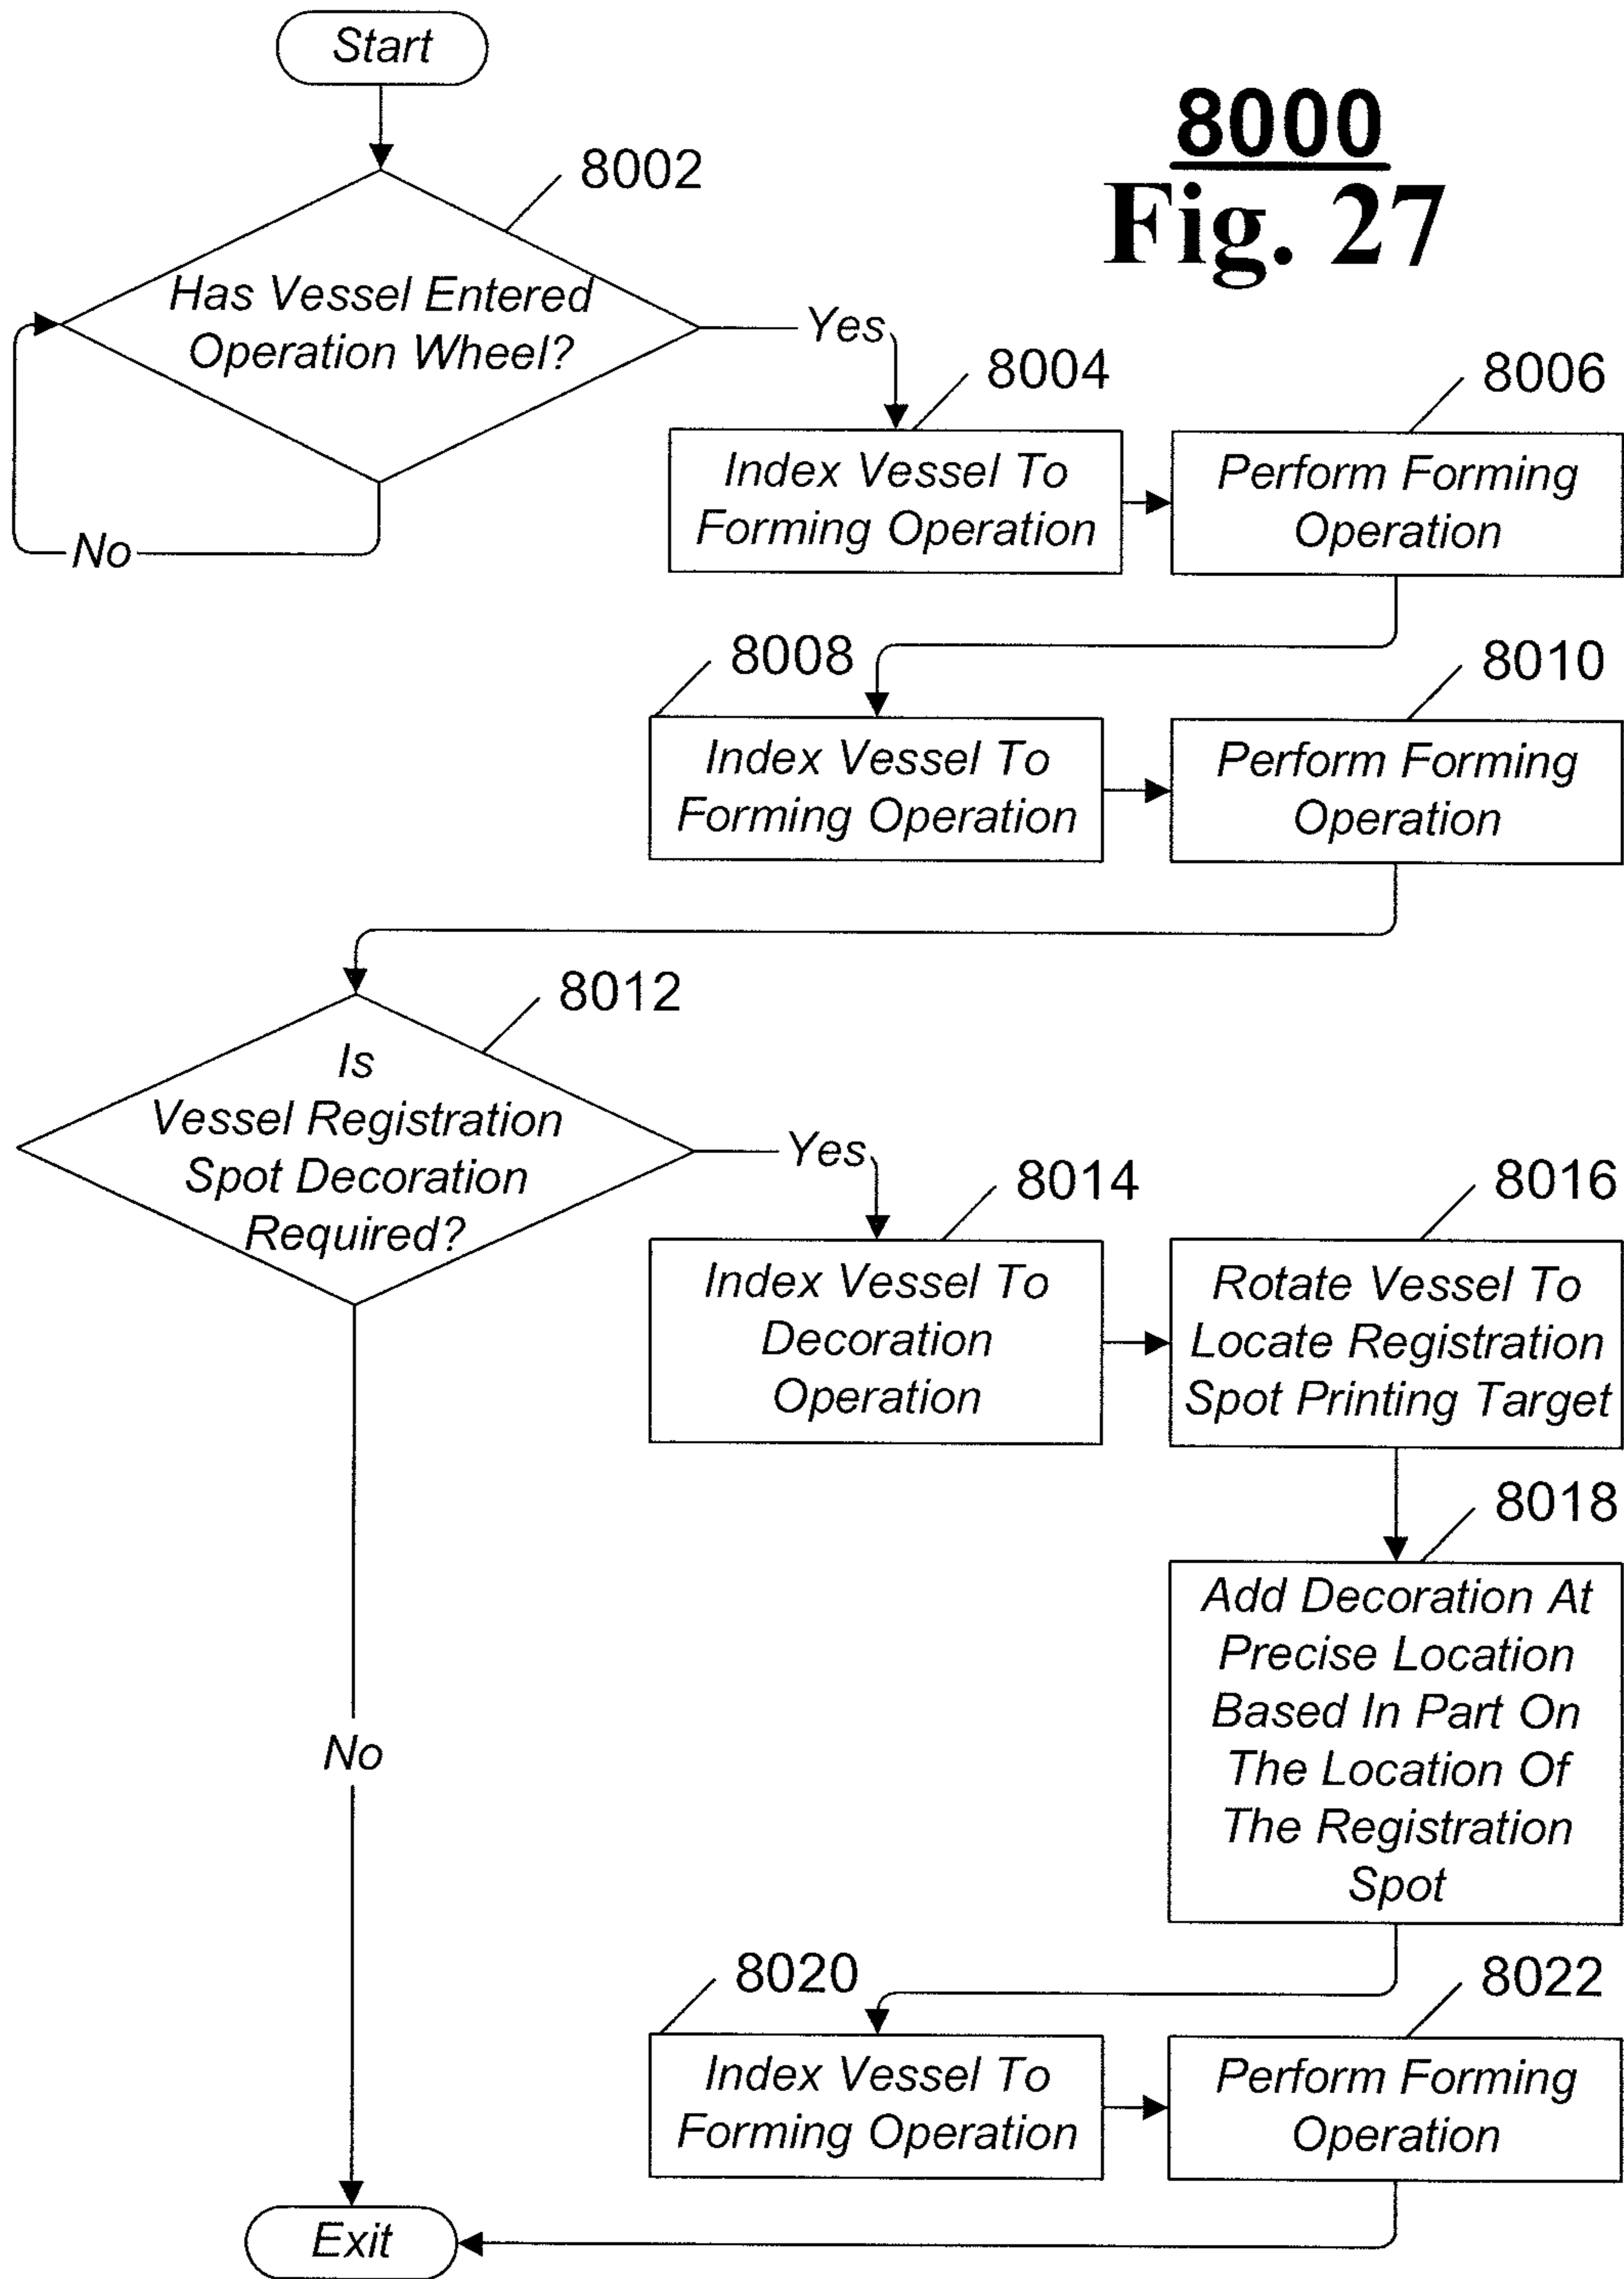 Start
8000
Fig. 27
8002
Has Vessel Entered
Operation Wheel?
Yes
No
8004
Index Vessel To
Forming Operation
8006
Perform Forming
Operation
8008
Index Vessel To
Forming Operation
8010
Perform Forming
Operation
8012
Is
Vessel Registration
Spot Decoration
Required?
Yes
No
8014
Index Vessel To
Decoration
Operation
8016
Rotate Vessel To
Locate Registration
Spot Printing Target
8018
Add Decoration At
Precise Location
Based In Part On
The Location Of
The Registration
Spot
8020
Index Vessel To
Forming Operation
8022
Perform Forming
Operation
Exit